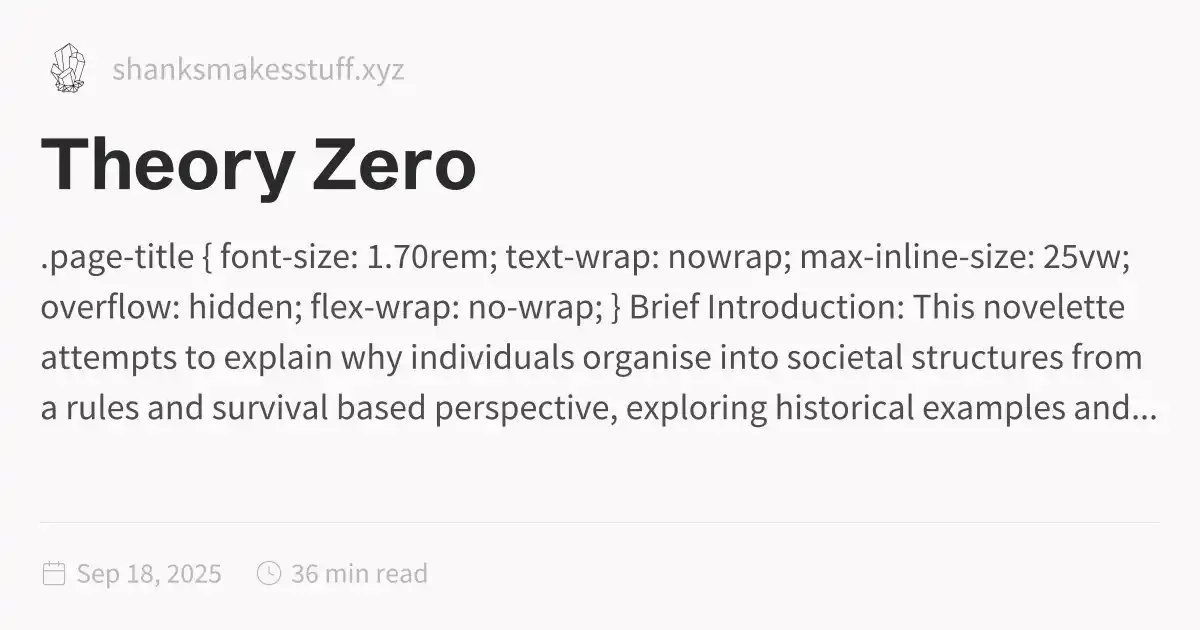 shanksmakesstuff.xyz
Theory Zero
.page-title { font-size: 1.70rem; text-wrap: nowrap; max-inline-size: 25vw;
overflow: hidden; flex-wrap: no-wrap; } Brief Introduction: This novelette
attempts to explain why individuals organise into societal structures from
a rules and survival based perspective, exploring historical examples and...
Sep 18, 2025 36 min read